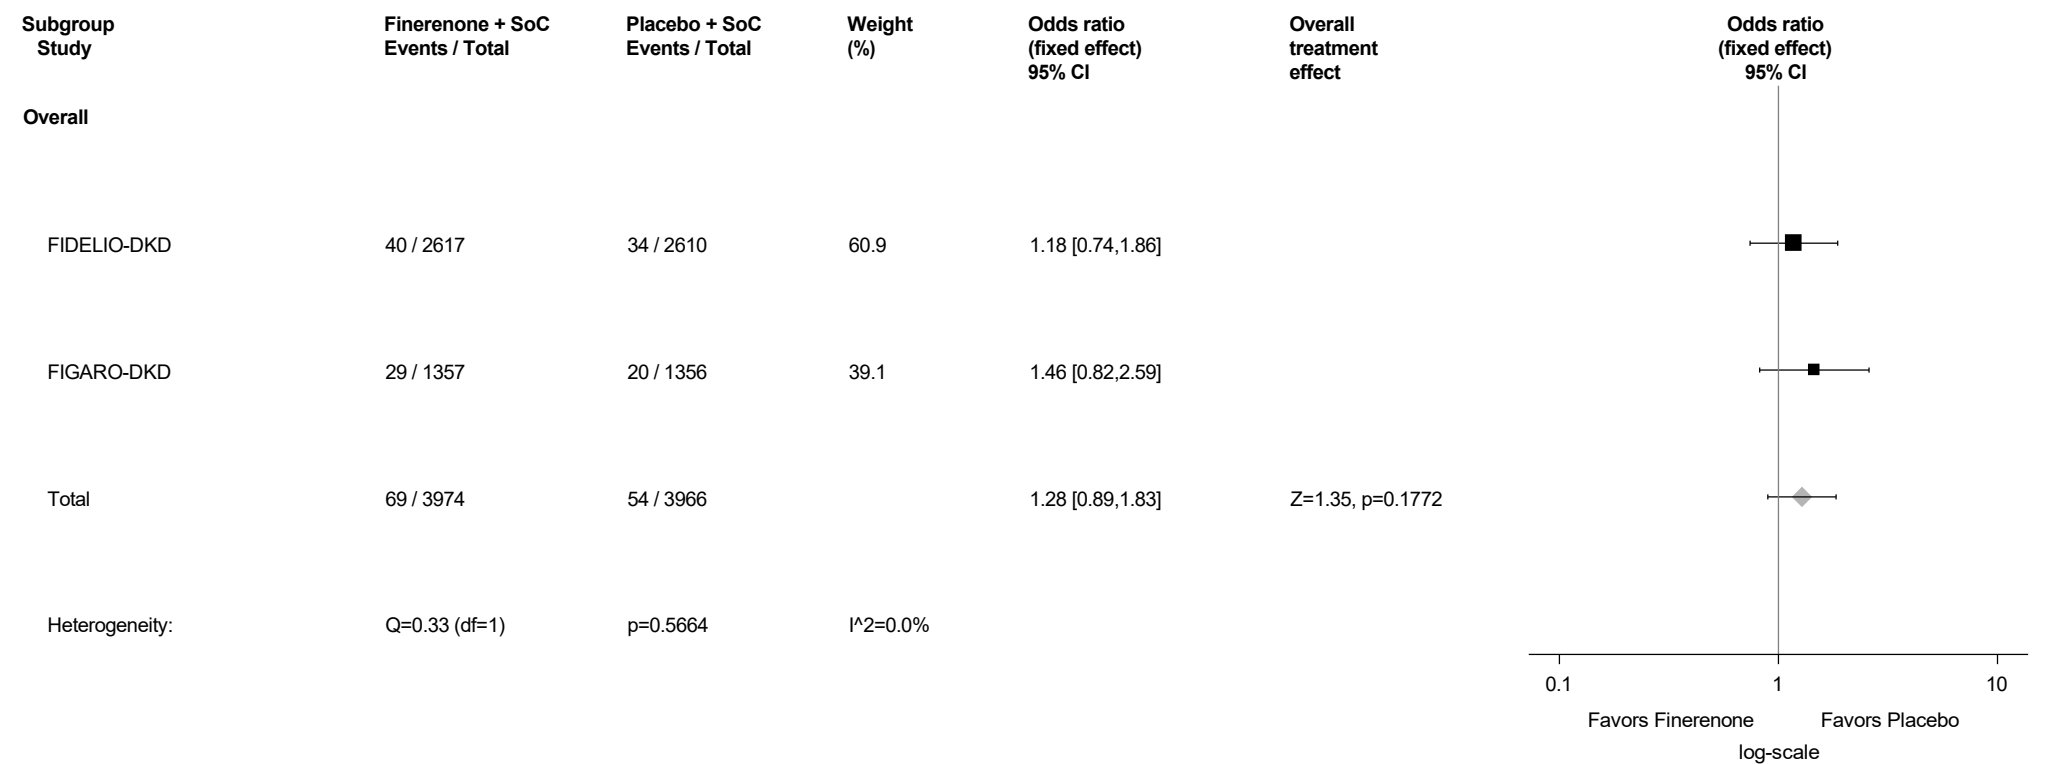 Subgroup Finerenone + SoC Placebo + SoC Weight Odds ratio Overall Odds ratio
Study Events / Total Events / Total (%) (fixed effect) treatment (fixed effect)
95% CI effect 95% CI
Overall
FIDELIO-DKD 40 / 2617 34 / 2610 60.9 1.18 [0.74,1.86]
FIGARO-DKD 29 / 1357 20 / 1356 39.1 1.46 [0.82,2.59]
Total 69 / 3974 54 / 3966 1.28 [0.89,1.83] Z=1.35, p=0.1772
Heterogeneity: Q=0.33 (df=1) p=0.5664 I^2=0.0%
0.1 1 10
Favors Finerenone Favors Placebo
log-scale